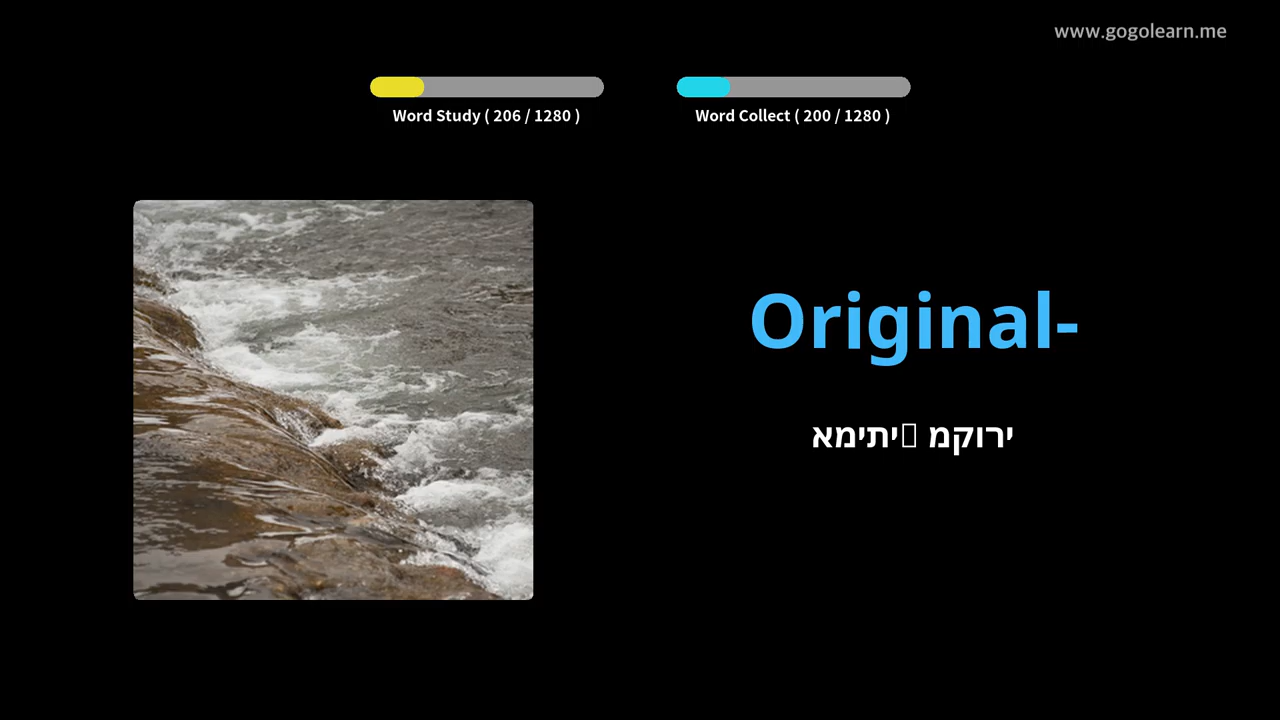 www.gogolearn.me
Word Study ( 206 / 1280 )
Word Collect ( 200 / 1280 )
Original-
אמיתי מקורי